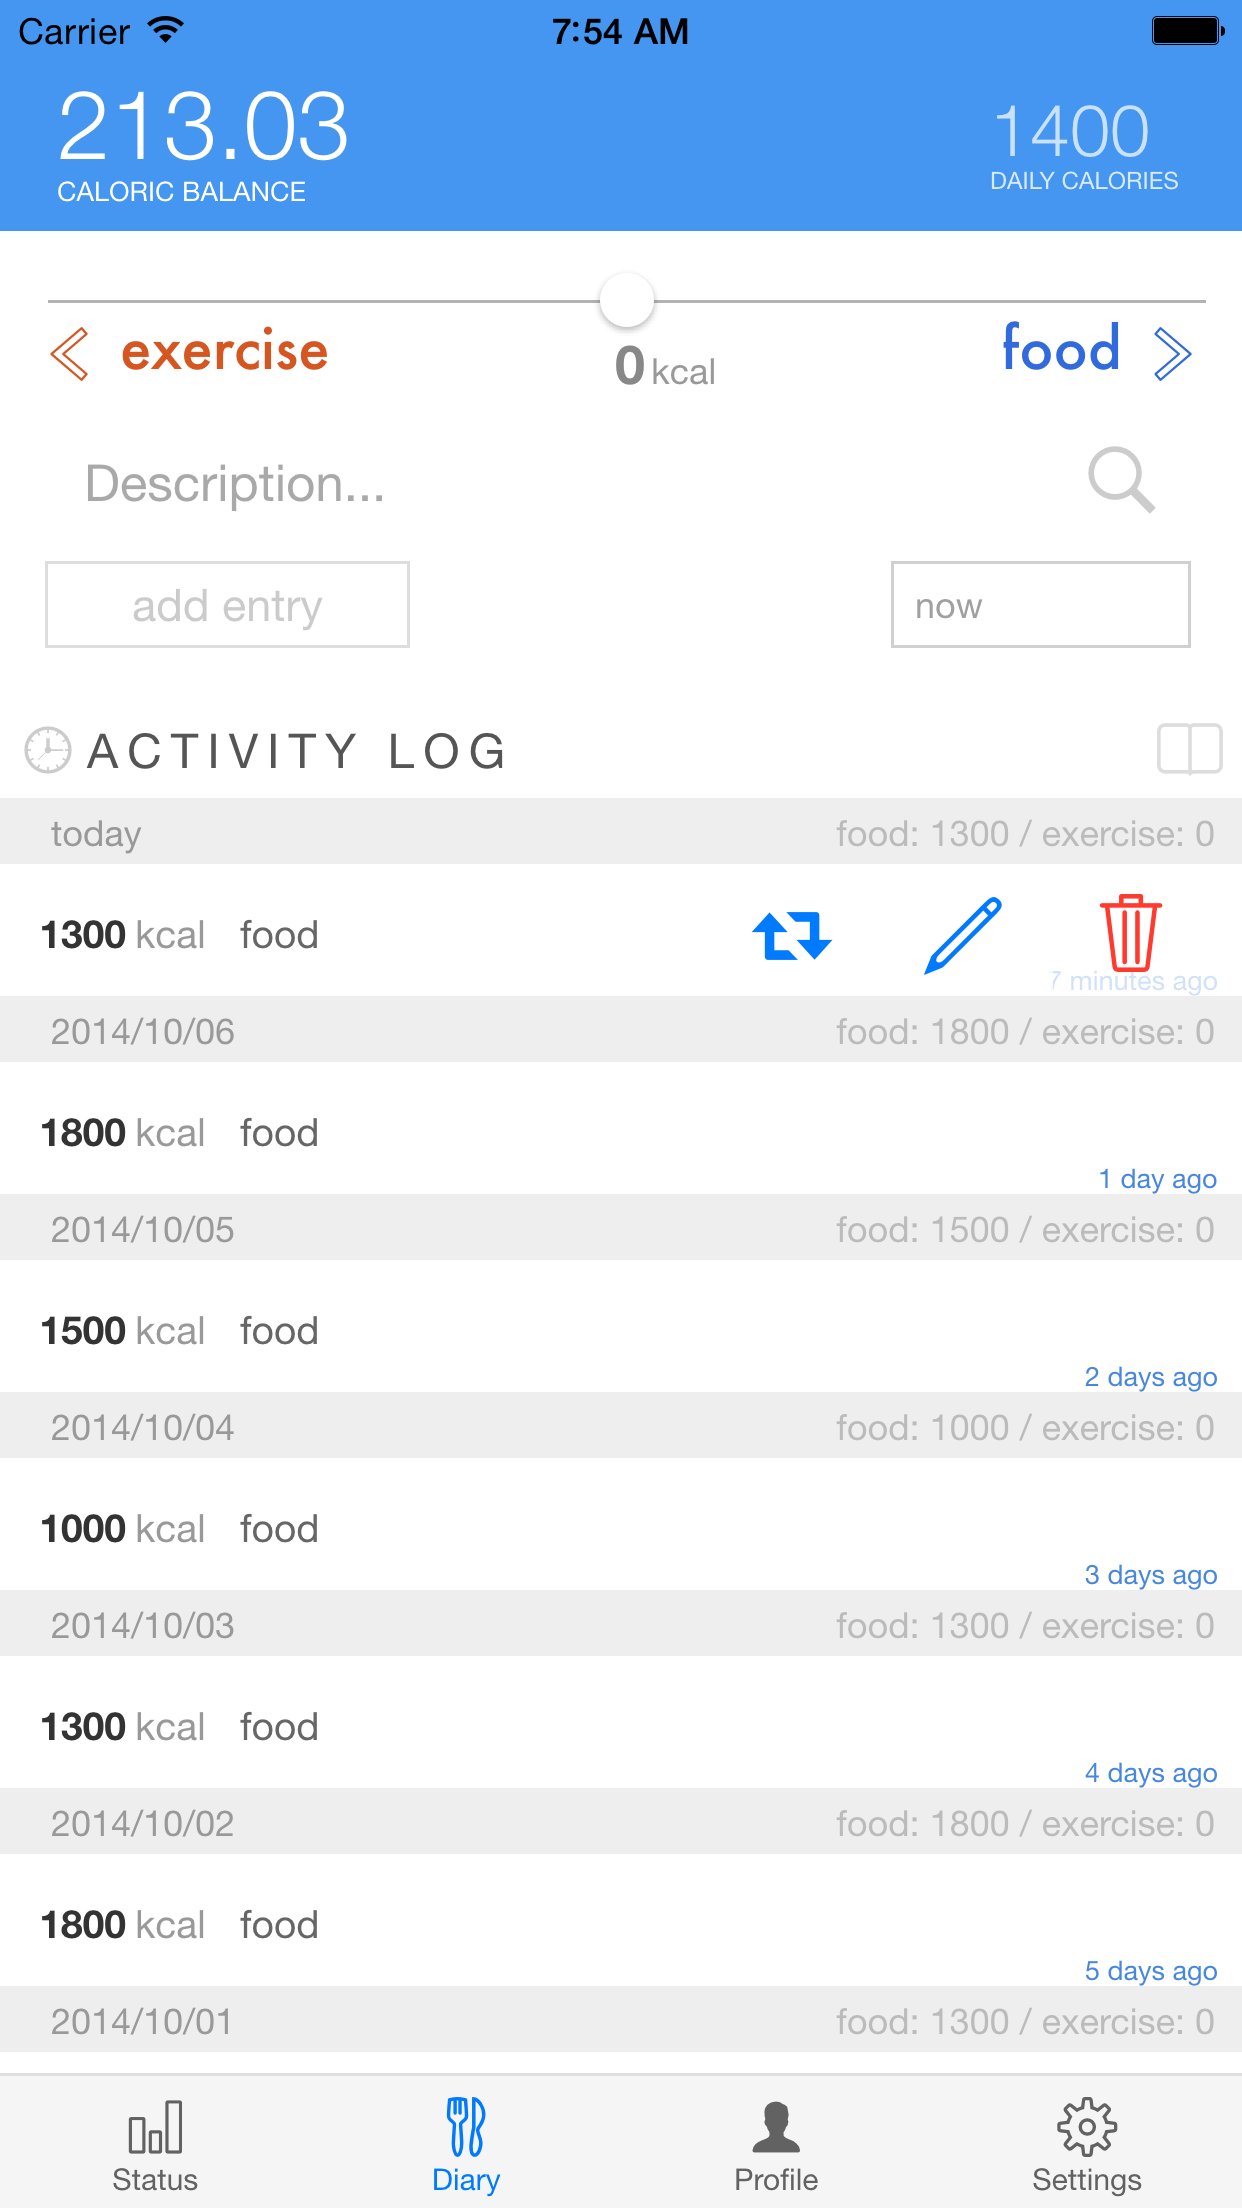 Carrier 7:54 AM
213.03 1400
CALORIC BALANCE DAILY CALORIES
exercise food
0 kcal
Description...
add entry now
ACTIVITY LOG
today food: 1300 / exercise: 0
1300 kcal food
7 minutes ago
2014/10/06 food: 1800 / exercise: 0
1800 kcal food
1 day ago
2014/10/05 food: 1500 / exercise: 0
1500 kcal food
2 days ago
2014/10/04 food: 1000 / exercise: 0
1000 kcal food
3 days ago
2014/10/03 food: 1300 / exercise: 0
1300 kcal food
4 days ago
2014/10/02 food: 1800 / exercise: 0
1800 kcal food
5 days ago
2014/10/01 food: 1300 / exercise: 0
Status Diary Profile Settings